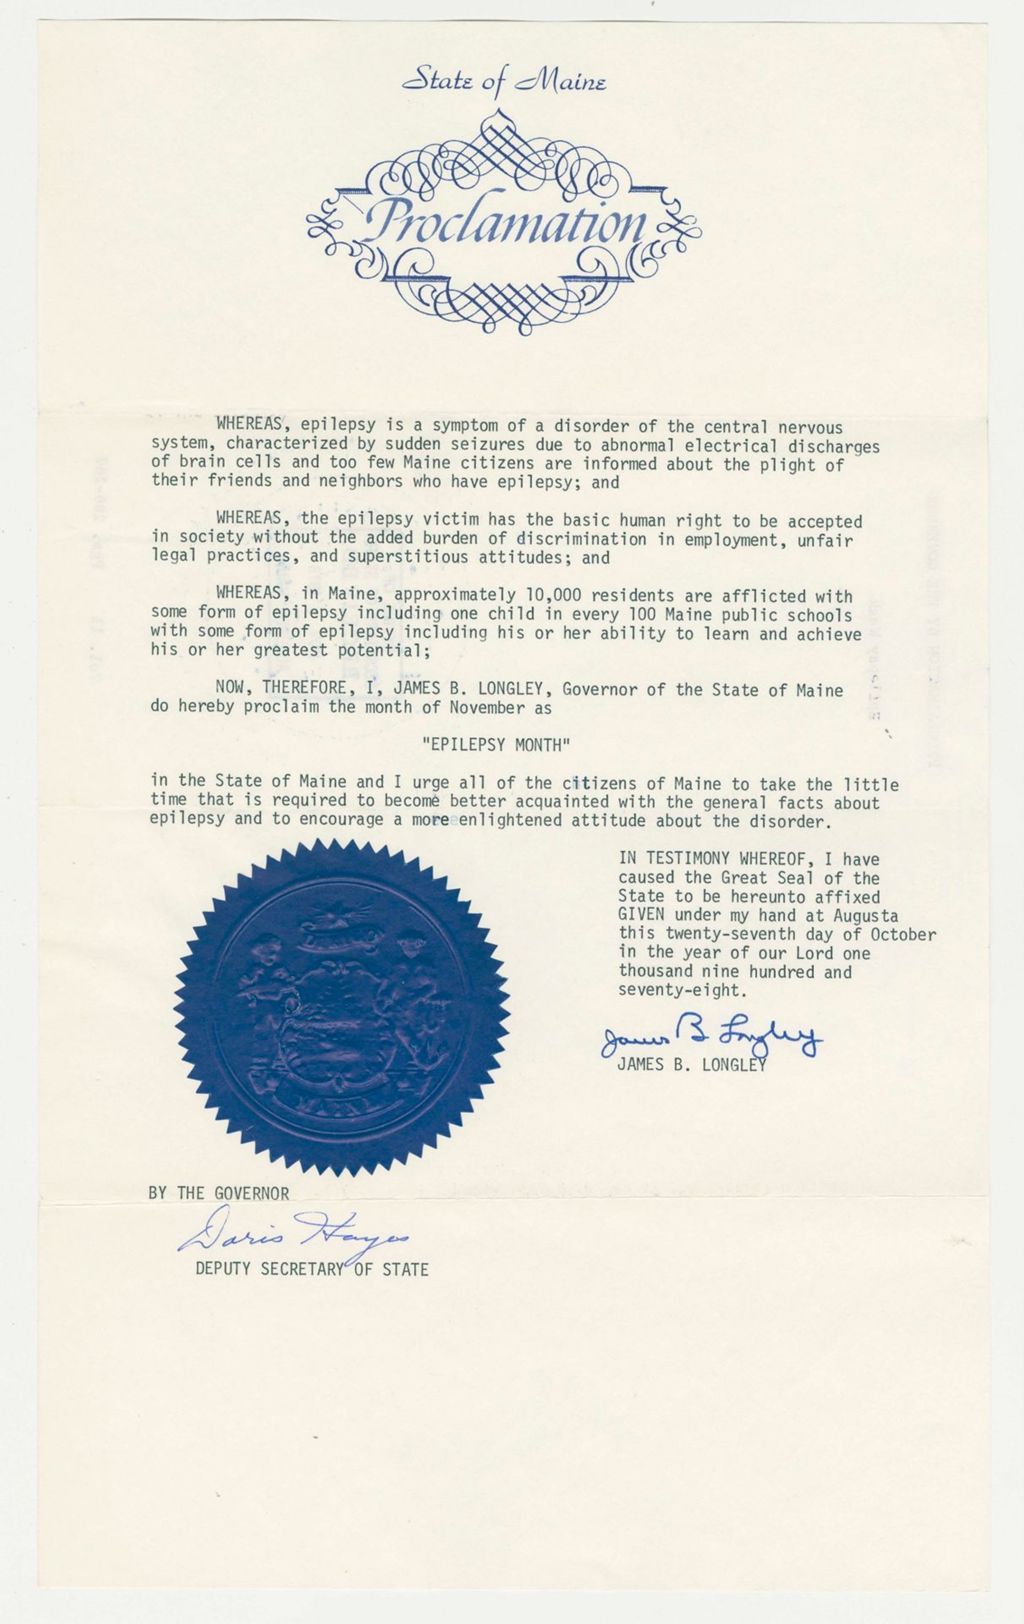 State of Maine
Proclamation
WHEREAS, epilepsy is a symptom of a disorder of the central nervous
system, characterized by sudden seizures due to abnormal electrical discharges
of brain cells and too few Maine citizens are informed about the plight of
their friends and neighbors who have epilepsy; and
WHEREAS, the epilepsy victim has the basic human right to be accepted
in society without the added burden of discrimination in employment, unfair
legal practices, and superstitious attitudes; and
WHEREAS, in Maine, approximately 10,000 residents are afflicted with
some form of epilepsy including one child in every 100 Maine public schools
with some form of epilepsy including his or her ability to learn and achieve
his or her greatest potential;
NOW, THEREFORE, I, JAMES B. LONGLEY, Governor of the State of Maine
do hereby proclaim the month of November as
"EPILEPSY MONTH"
in the State of Maine and I urge all of the citizens of Maine to take the little
time that is required to become better acquainted with the general facts about
epilepsy and to encourage a more enlightened attitude about the disorder.
IN TESTIMONY WHEREOF, I have
caused the Great Seal of the
State to be hereunto affixed
GIVEN under my hand at Augusta
this twenty-seventh day of October
in the year of our Lord one
thousand nine hundred and
seventy-eight.
James B Longley
JAMES B. LONGLEY
BY THE GOVERNOR
Doris Hayes
DEPUTY SECRETARY OF STATE